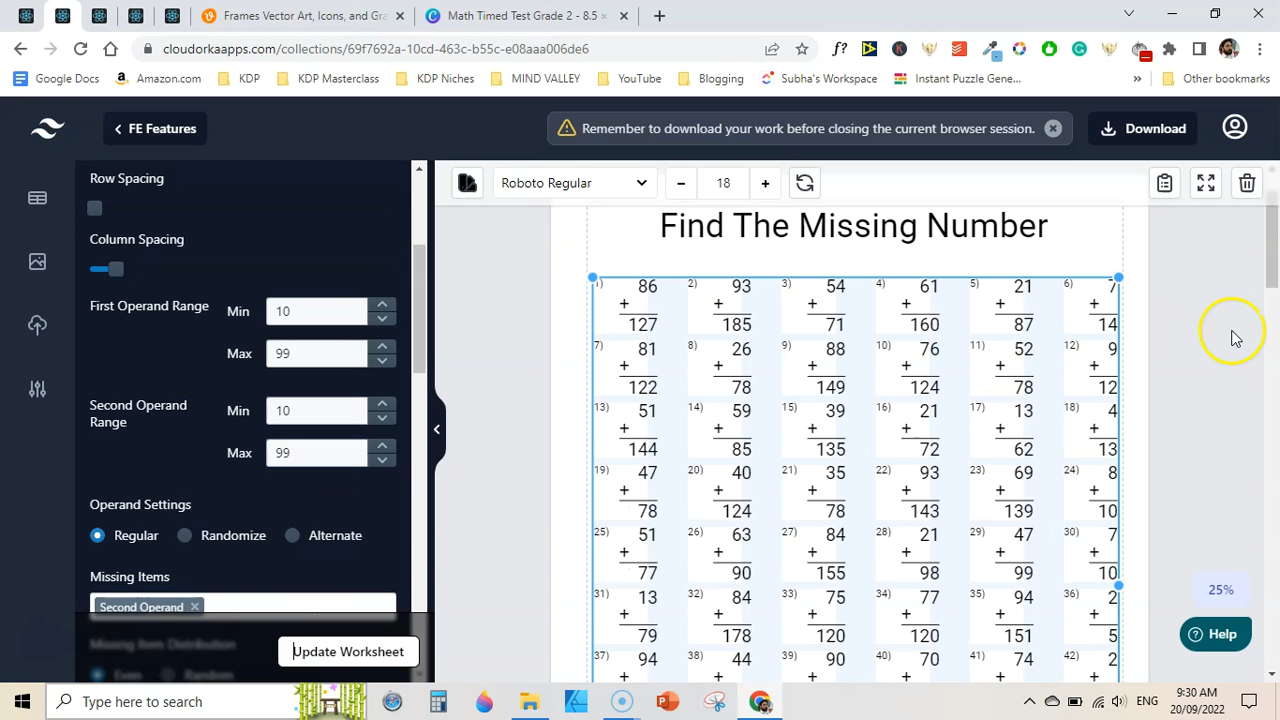 Frames Vector Art, Icons, and Gra
Math Timed Test Grade 2 - 8.5 ×
cloudorkaapps.com/collections/69f7692a-10cd-463c-b55c-e08aaa006de6
Google Docs Amazon.com KDP KDP Masterclass KDP Niches MIND VALLEY YouTube Blogging Subha's Workspace Instant Puzzle Gene... » Other bookmarks
FE Features
Remember to download your work before closing the current browser session.
Download
Row Spacing
Column Spacing
First Operand Range Min 10
Max 99
Second Operand Range Min 10
Max 99
Operand Settings
Regular Randomize Alternate
Missing Items
Second Operand ×
Missing Item Distribution
Even Random
Update Worksheet
Roboto Regular − 18 +
Find The Missing Number
1) 86 2) 93 3) 54 4) 61 5) 21 6) 7
+ + + + + +
127 185 71 160 87 14
7) 81 8) 26 9) 88 10) 76 11) 52 12) 9
+ + + + + +
122 78 149 124 78 12
13) 51 14) 59 15) 39 16) 21 17) 13 18) 4
+ + + + + +
144 85 135 72 62 13
19) 47 20) 40 21) 35 22) 93 23) 69 24) 8
+ + + + + +
78 124 78 143 139 10
25) 51 26) 63 27) 84 28) 21 29) 47 30) 7
+ + + + + +
77 90 155 98 99 10
31) 13 32) 84 33) 75 34) 77 35) 94 36) 2
+ + + + + +
79 178 120 120 151 5
37) 94 38) 44 39) 90 40) 70 41) 74 42) 2
+ + + + + +
25%
Help
Type here to search
ENG
9:30 AM
20/09/2022